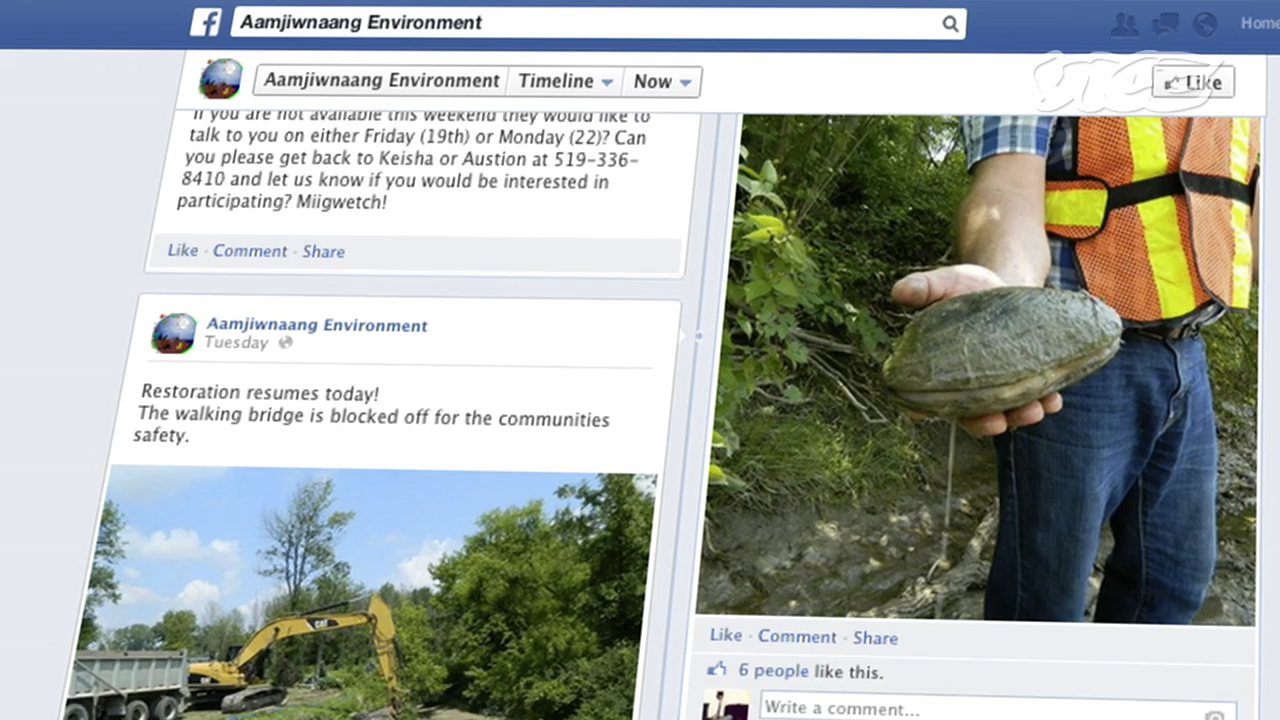 f
Aamjiwnaang Environment
Home
Aamjiwnaang Environment
Timeline
Now
Like
vice
If you are not available this weekend they would like to
talk to you on either Friday (19th) or Monday (22)? Can
you please get back to Keisha or Austion at 519-336-
8410 and let us know if you would be interested in
participating? Miigwetch!
Like · Comment · Share
Aamjiwnaang Environment
Tuesday
Restoration resumes today!
The walking bridge is blocked off for the communities
safety.
CAT
Like · Comment · Share
6 people like this.
Write a comment...